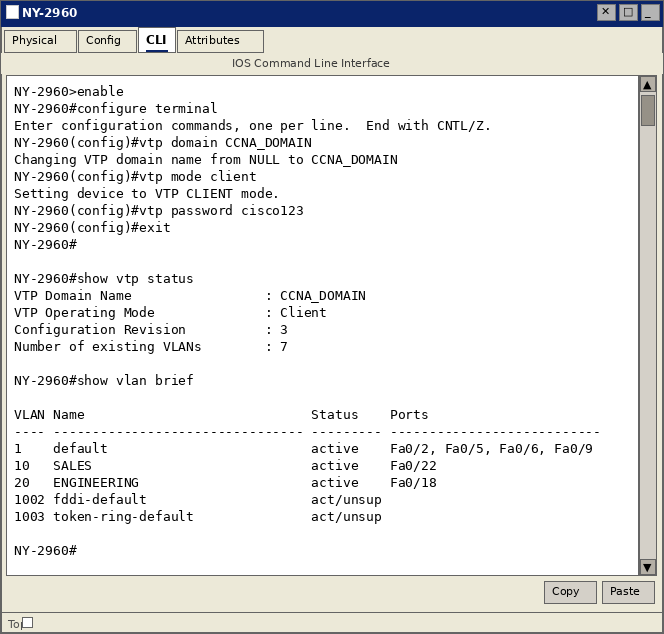 NY-2960
Physical Config CLI Attributes
IOS Command Line Interface
NY-2960>enable
NY-2960#configure terminal
Enter configuration commands, one per line.  End with CNTL/Z.
NY-2960(config)#vtp domain CCNA_DOMAIN
Changing VTP domain name from NULL to CCNA_DOMAIN
NY-2960(config)#vtp mode client
Setting device to VTP CLIENT mode.
NY-2960(config)#vtp password cisco123
NY-2960(config)#exit
NY-2960#
NY-2960#show vtp status
VTP Domain Name                 : CCNA_DOMAIN
VTP Operating Mode              : Client
Configuration Revision          : 3
Number of existing VLANs        : 7
NY-2960#show vlan brief
VLAN Name                             Status    Ports
---- -------------------------------- --------- ---------------------------
1    default                          active    Fa0/2, Fa0/5, Fa0/6, Fa0/9
10   SALES                            active    Fa0/22
20   ENGINEERING                      active    Fa0/18
1002 fddi-default                     act/unsup
1003 token-ring-default               act/unsup
NY-2960#
Copy Paste